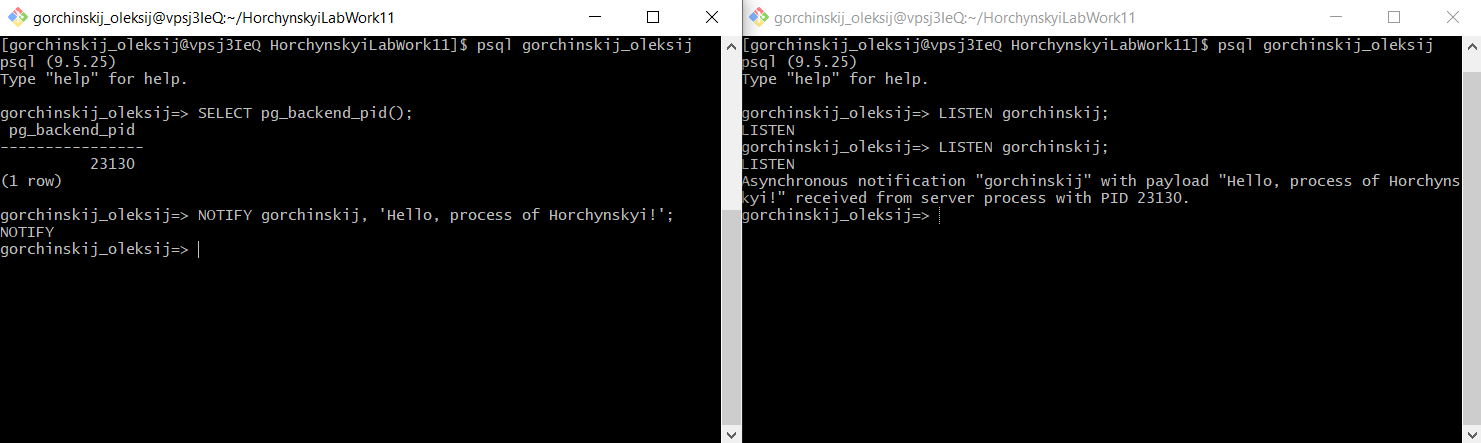 gorchinskij_oleksij@vpsj3IeQ:~/HorchynskyiLabWork11
[gorchinskij_oleksij@vpsj3IeQ HorchynskyiLabWork11]$ psql gorchinskij_oleksij
psql (9.5.25)
Type "help" for help.
gorchinskij_oleksij=> SELECT pg_backend_pid();
 pg_backend_pid
----------------
          23130
(1 row)
gorchinskij_oleksij=> NOTIFY gorchinskij, 'Hello, process of Horchynskyi!';
NOTIFY
gorchinskij_oleksij=>
gorchinskij_oleksij@vpsj3IeQ:~/HorchynskyiLabWork11
[gorchinskij_oleksij@vpsj3IeQ HorchynskyiLabWork11]$ psql gorchinskij_oleksij
psql (9.5.25)
Type "help" for help.
gorchinskij_oleksij=> LISTEN gorchinskij;
LISTEN
gorchinskij_oleksij=> LISTEN gorchinskij;
LISTEN
Asynchronous notification "gorchinskij" with payload "Hello, process of Horchyns
kyi!" received from server process with PID 23130.
gorchinskij_oleksij=>